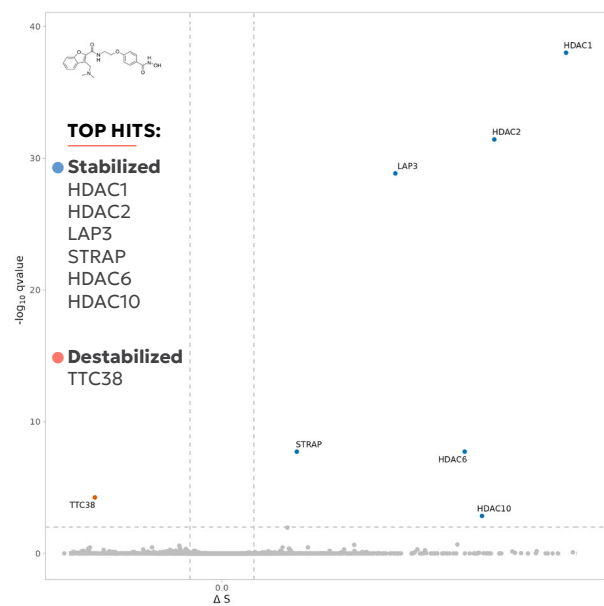 40
HDAC1
O
O
N
H
O
N
H
OH
O
N
TOP HITS:
HDAC2
30
LAP3
Stabilized
HDAC1
HDAC2
LAP3
STRAP
HDAC6
HDAC10
20
-log10 qvalue
Destabilized
TTC38
10
STRAP
HDAC6
TTC38
HDAC10
0
0.0
Δ S